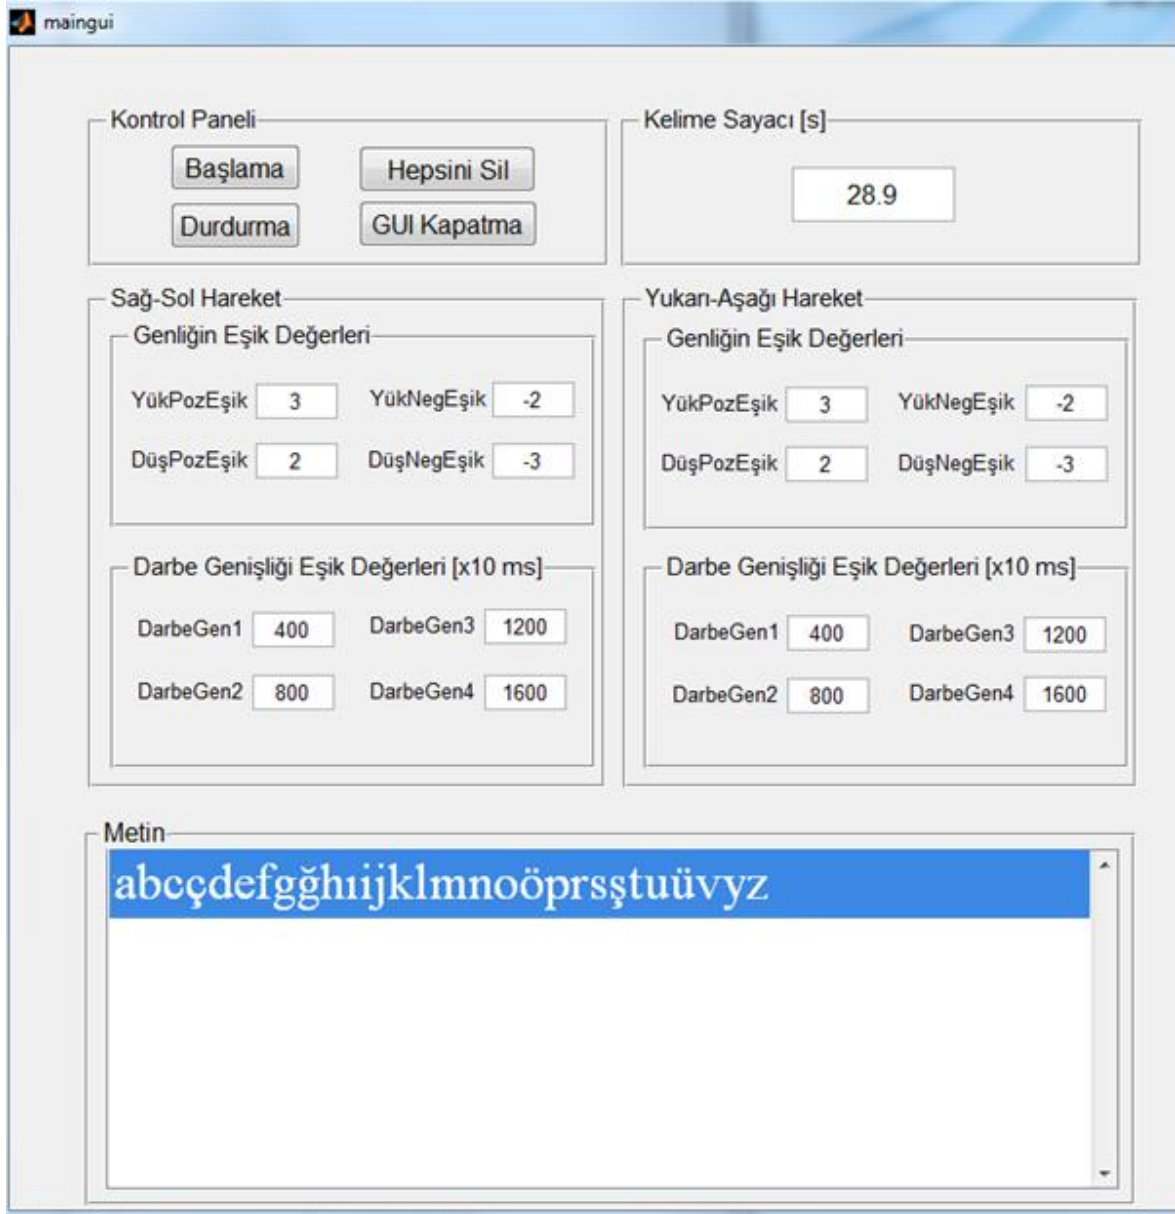 maingui
Kontrol Paneli
Başlama
Hepsini Sil
Durdurma
GUI Kapatma
Kelime Sayacı [s]
28.9
Sağ-Sol Hareket
Genliğin Eşik Değerleri
YükPozEşik 3 YükNegEşik -2
DüşPozEşik 2 DüşNegEşik -3
Darbe Genişliği Eşik Değerleri [x10 ms]
DarbeGen1 400 DarbeGen3 1200
DarbeGen2 800 DarbeGen4 1600
Yukarı-Aşağı Hareket
Genliğin Eşik Değerleri
YükPozEşik 3 YükNegEşik -2
DüşPozEşik 2 DüşNegEşik -3
Darbe Genişliği Eşik Değerleri [x10 ms]
DarbeGen1 400 DarbeGen3 1200
DarbeGen2 800 DarbeGen4 1600
Metin
abcçdefgğhıijklmnoöprsştuüvyz